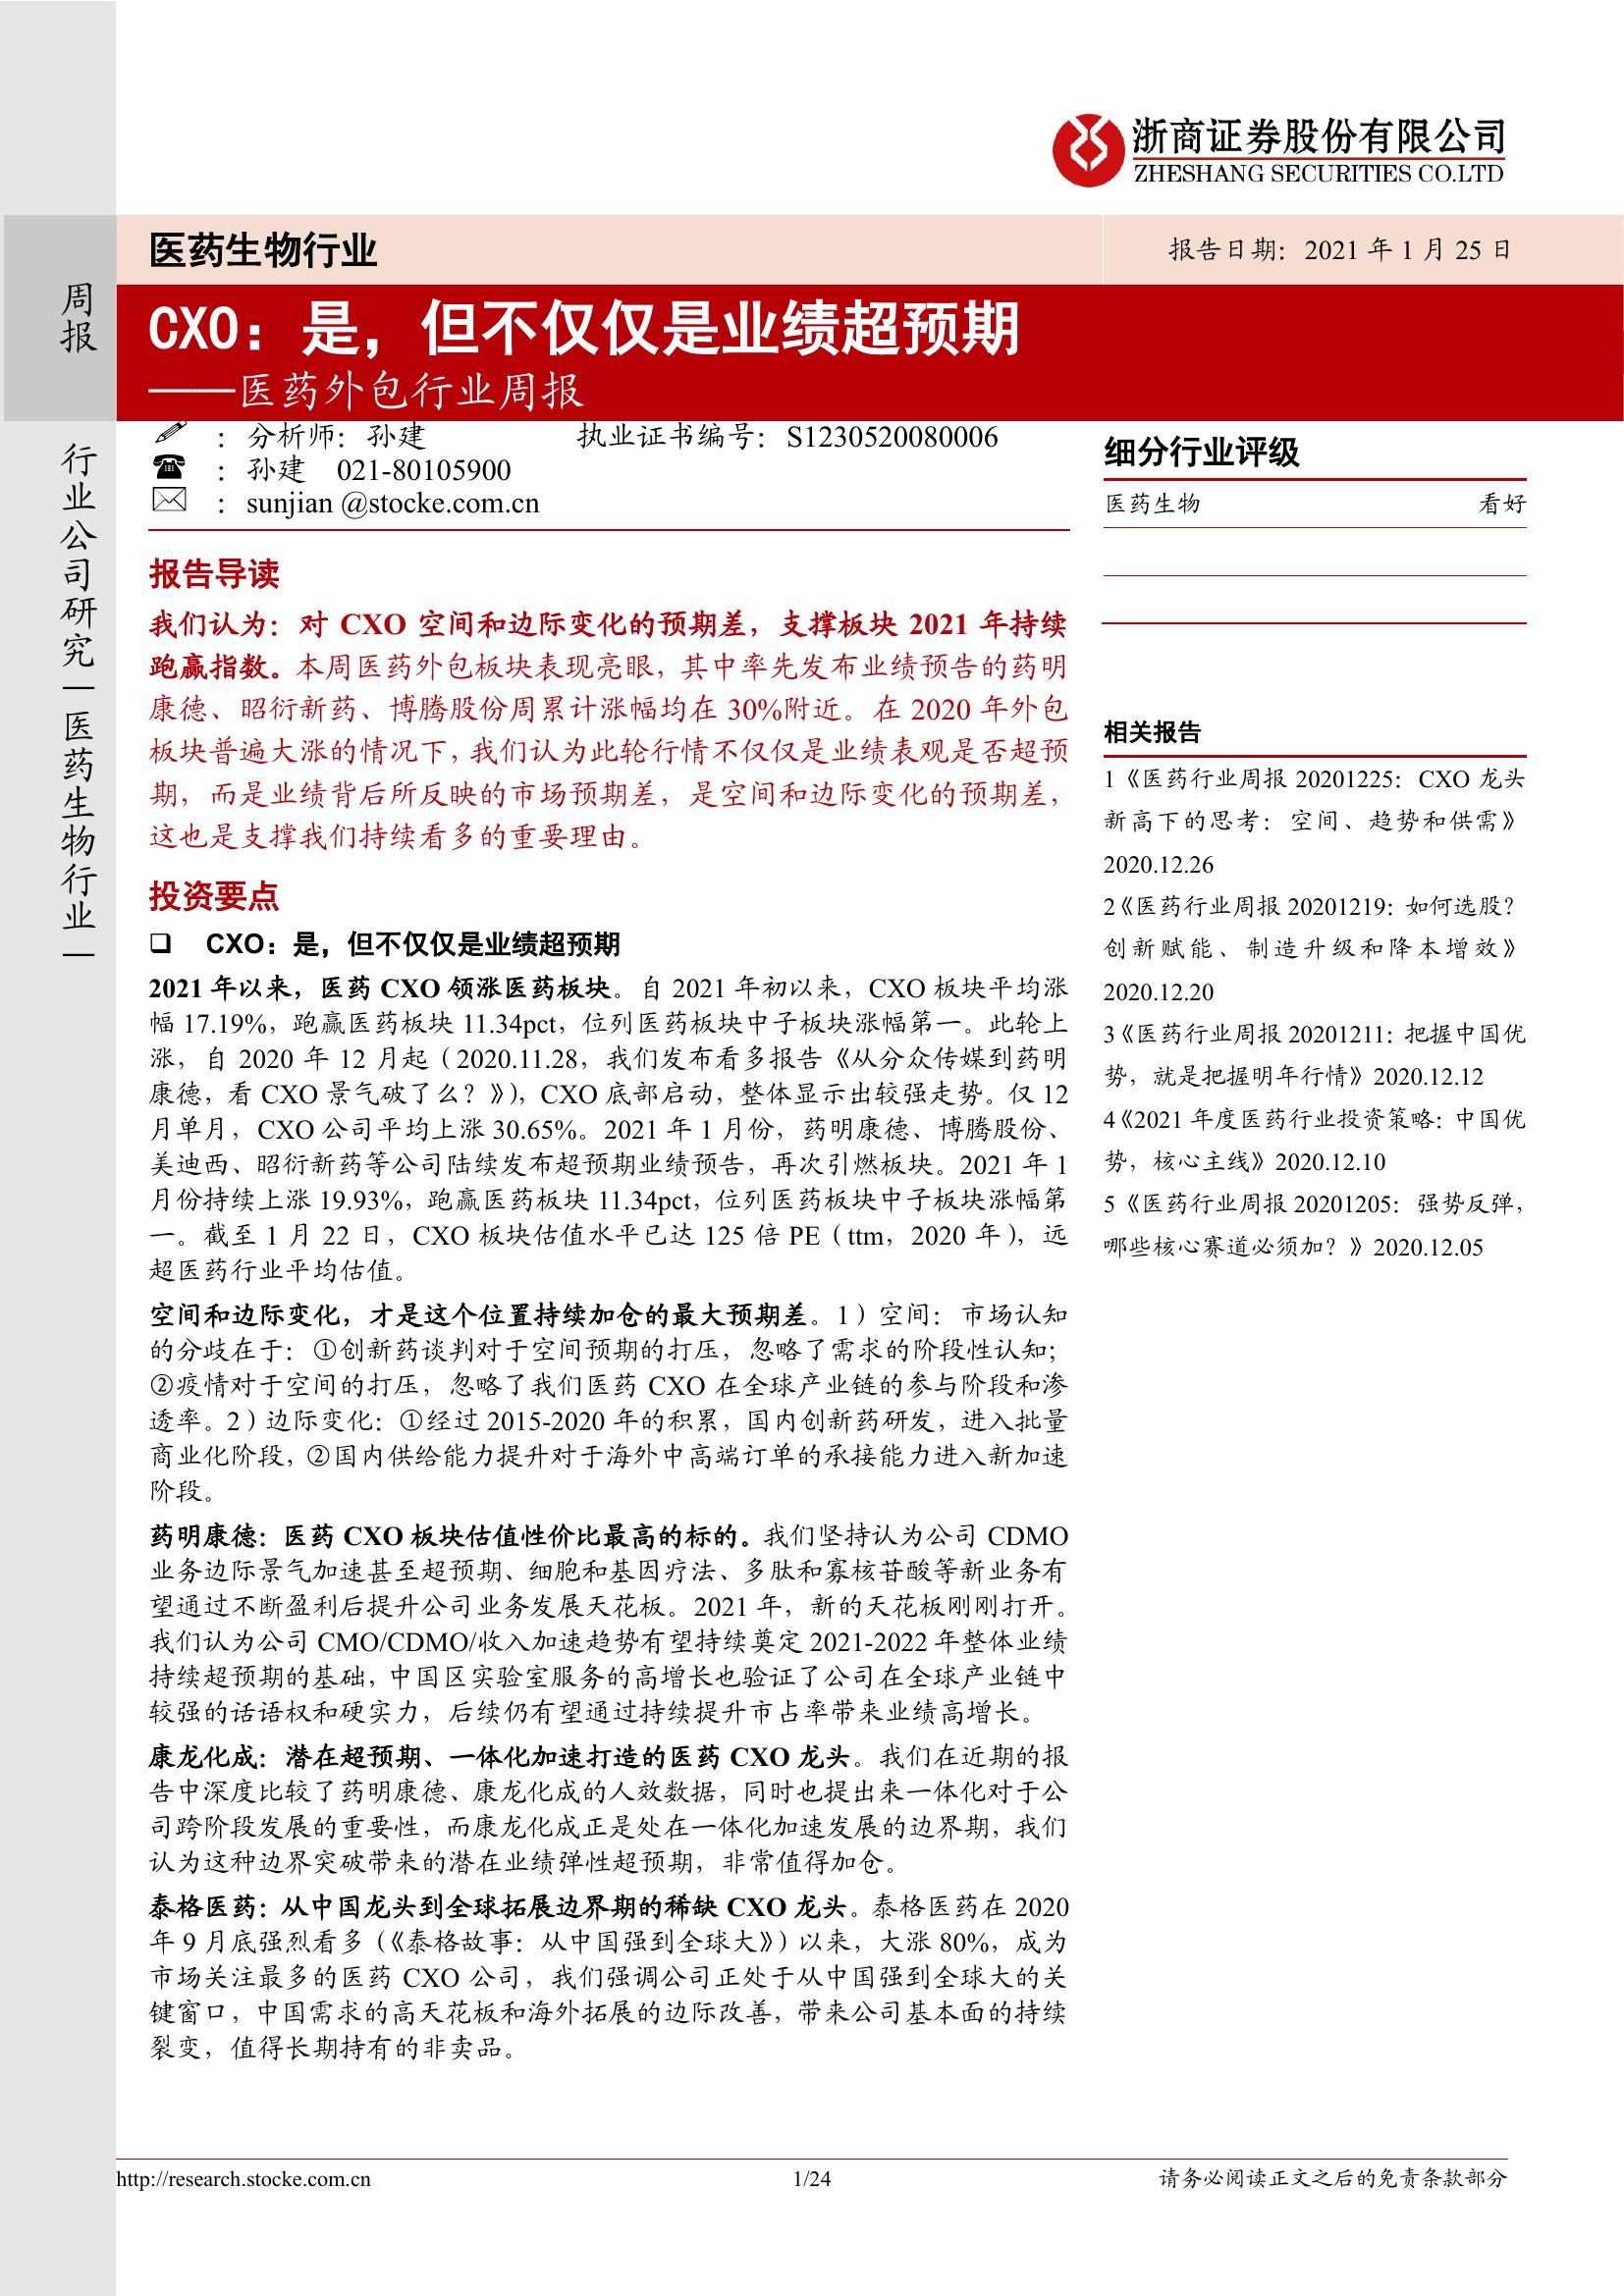 浙商证券股份有限公司
ZHESHANG SECURITIES CO.LTD
医药生物行业
报告日期：2021 年 1 月 25 日
周报
行业公司研究|医药生物行业|
CXO：是，但不仅仅是业绩超预期
——医药外包行业周报
：分析师：孙建 执业证书编号：S1230520080006
：孙建 021-80105900
：sunjian @stocke.com.cn
报告导读
我们认为：对 CXO 空间和边际变化的预期差，支撑板块 2021 年持续
跑赢指数。本周医药外包板块表现亮眼，其中率先发布业绩预告的药明
康德、昭衍新药、博腾股份周累计涨幅均在 30%附近。在 2020 年外包
板块普遍大涨的情况下，我们认为此轮行情不仅仅是业绩表观是否超预
期，而是业绩背后所反映的市场预期差，是空间和边际变化的预期差，
这也是支撑我们持续看多的重要理由。
投资要点
❑ CXO：是，但不仅仅是业绩超预期
2021 年以来，医药 CXO 领涨医药板块。自 2021 年初以来，CXO 板块平均涨
幅 17.19%，跑赢医药板块 11.34pct，位列医药板块中子板块涨幅第一。此轮上
涨，自 2020 年 12 月起（2020.11.28，我们发布看多报告《从分众传媒到药明
康德，看 CXO 景气破了么？》），CXO 底部启动，整体显示出较强走势。仅 12
月单月，CXO 公司平均上涨 30.65%。2021 年 1 月份，药明康德、博腾股份、
美迪西、昭衍新药等公司陆续发布超预期业绩预告，再次引燃板块。2021 年 1
月份持续上涨 19.93%，跑赢医药板块 11.34pct，位列医药板块中子板块涨幅第
一。截至 1 月 22 日，CXO 板块估值水平已达 125 倍 PE（ttm，2020 年），远
超医药行业平均估值。
空间和边际变化，才是这个位置持续加仓的最大预期差。1）空间：市场认知
的分歧在于：①创新药谈判对于空间预期的打压，忽略了需求的阶段性认知；
②疫情对于空间的打压，忽略了我们医药 CXO 在全球产业链的参与阶段和渗
透率。2）边际变化：①经过 2015-2020 年的积累，国内创新药研发，进入批量
商业化阶段，②国内供给能力提升对于海外中高端订单的承接能力进入新加速
阶段。
药明康德：医药 CXO 板块估值性价比最高的标的。我们坚持认为公司 CDMO
业务边际景气加速甚至超预期、细胞和基因疗法、多肽和寡核苷酸等新业务有
望通过不断盈利后提升公司业务发展天花板。2021 年，新的天花板刚刚打开。
我们认为公司 CMO/CDMO/收入加速趋势有望持续奠定 2021-2022 年整体业绩
持续超预期的基础，中国区实验室服务的高增长也验证了公司在全球产业链中
较强的话语权和硬实力，后续仍有望通过持续提升市占率带来业绩高增长。
康龙化成：潜在超预期、一体化加速打造的医药 CXO 龙头。我们在近期的报
告中深度比较了药明康德、康龙化成的人效数据，同时也提出来一体化对于公
司跨阶段发展的重要性，而康龙化成正是处在一体化加速发展的边界期，我们
认为这种边界突破带来的潜在业绩弹性超预期，非常值得加仓。
泰格医药：从中国龙头到全球拓展边界期的稀缺 CXO 龙头。泰格医药在 2020
年 9 月底强烈看多（《泰格故事：从中国强到全球大》）以来，大涨 80%，成为
市场关注最多的医药 CXO 公司，我们强调公司正处于从中国强到全球大的关
键窗口，中国需求的高天花板和海外拓展的边际改善，带来公司基本面的持续
裂变，值得长期持有的非卖品。
细分行业评级
医药生物 看好
相关报告
1《医药行业周报 20201225：CXO 龙头
新高下的思考：空间、趋势和供需》
2020.12.26
2《医药行业周报 20201219：如何选股？
创新赋能、制造升级和降本增效》
2020.12.20
3《医药行业周报 20201211：把握中国优
势，就是把握明年行情》2020.12.12
4《2021 年度医药行业投资策略：中国优
势，核心主线》2020.12.10
5《医药行业周报 20201205：强势反弹，
哪些核心赛道必须加？》2020.12.05
http://research.stocke.com.cn 1/24 请务必阅读正文之后的免责条款部分